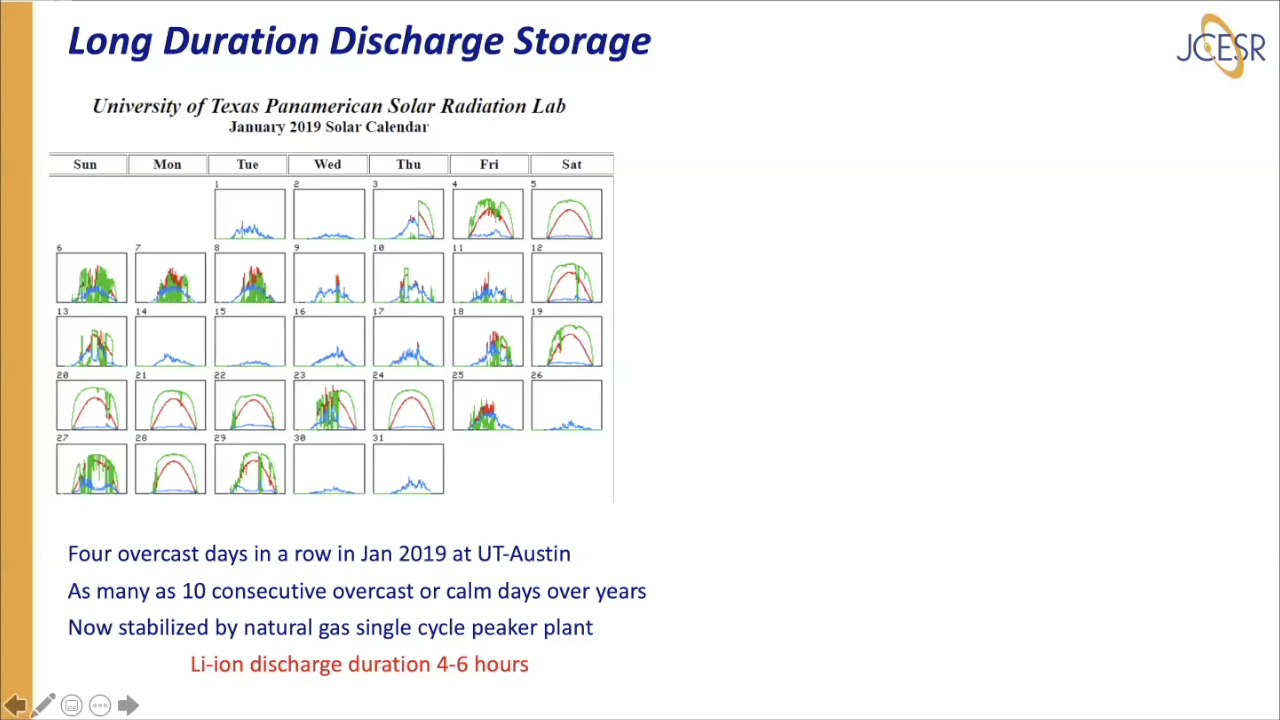 Long Duration Discharge Storage
JCESR
University of Texas Panamerican Solar Radiation Lab
January 2019 Solar Calendar
Sun Mon Tue Wed Thu Fri Sat
1 2 3 4 5
6 7 8 9 10 11 12
13 14 15 16 17 18 19
20 21 22 23 24 25 26
27 28 29 30 31
Four overcast days in a row in Jan 2019 at UT-Austin
As many as 10 consecutive overcast or calm days over years
Now stabilized by natural gas single cycle peaker plant
Li-ion discharge duration 4-6 hours